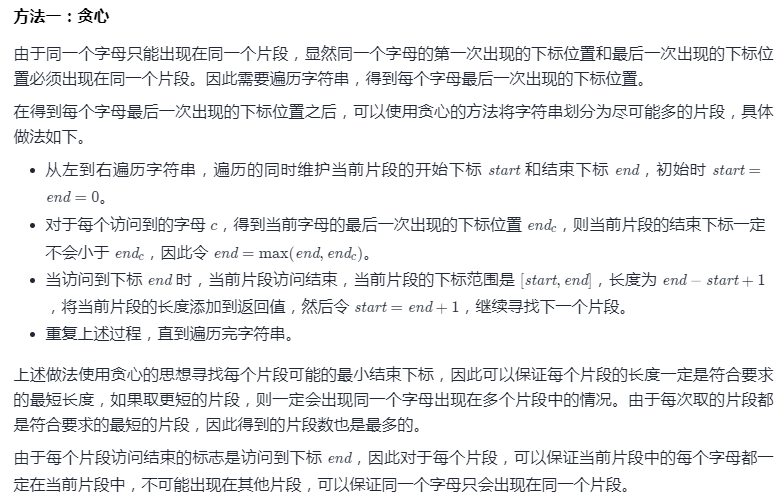 方法一：贪心
由于同一个字母只能出现在同一个片段，显然同一个字母的第一次出现的下标位置和最后一次出现的下标位
置必须出现在同一个片段。因此需要遍历字符串，得到每个字母最后一次出现的下标位置。
在得到每个字母最后一次出现的下标位置之后，可以使用贪心的方法将字符串划分为尽可能多的片段，具体
做法如下。
• 从左到右遍历字符串，遍历的同时维护当前片段的开始下标 start 和结束下标 end，初始时 start =
end = 0。
• 对于每个访问到的字母 c，得到当前字母的最后一次出现的下标位置 end_c，则当前片段的结束下标一定
不会小于 end_c，因此令 end = max(end, end_c)。
• 当访问到下标 end 时，当前片段访问结束，当前片段的下标范围是 [start, end]，长度为 end − start + 1
，将当前片段的长度添加到返回值，然后令 start = end + 1，继续寻找下一个片段。
• 重复上述过程，直到遍历完字符串。
上述做法使用贪心的思想寻找每个片段可能的最小结束下标，因此可以保证每个片段的长度一定是符合要求
的最短长度，如果取更短的片段，则一定会出现同一个字母出现在多个片段中的情况。由于每次取的片段都
是符合要求的最短的片段，因此得到的片段数也是最多的。
由于每个片段访问结束的标志是访问到下标 end，因此对于每个片段，可以保证当前片段中的每个字母都一
定在当前片段中，不可能出现在其他片段，可以保证同一个字母只会出现在同一个片段。